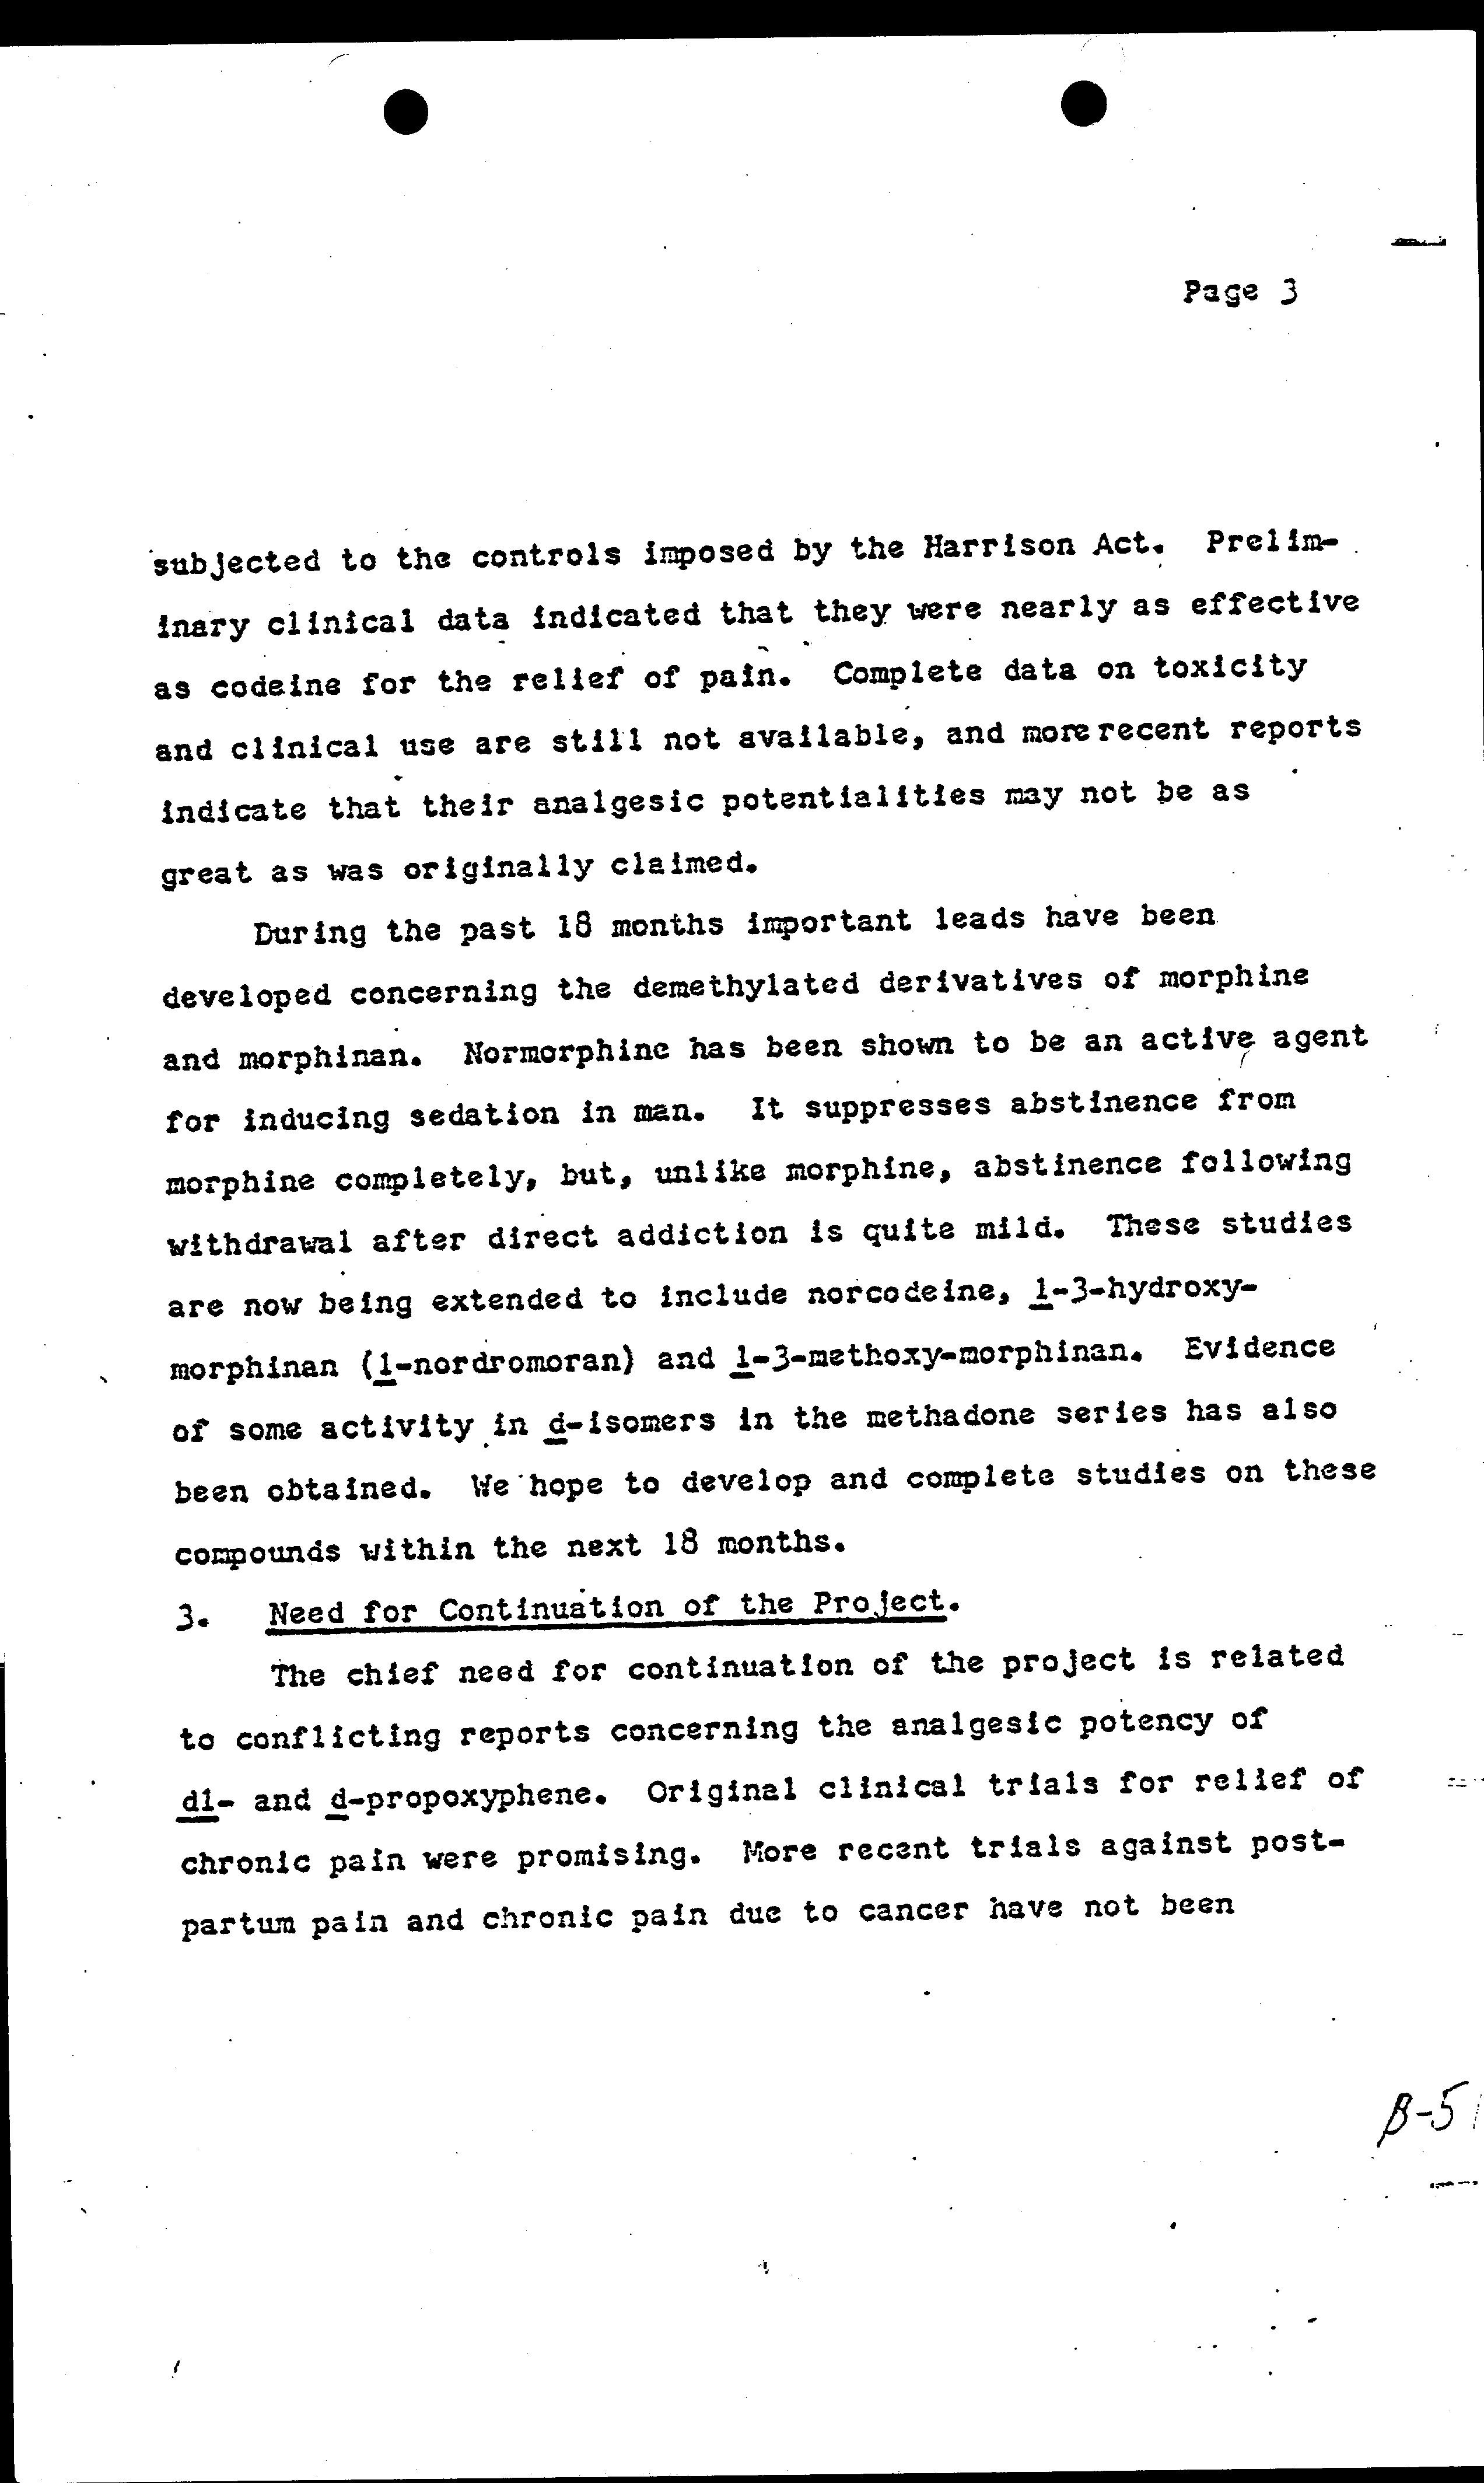 Page 3
subjected to the controls imposed by the Harrison Act. Prelim-
inary clinical data indicated that they were nearly as effective
as codeine for the relief of pain. Complete data on toxicity
and clinical use are still not available, and more recent reports
indicate that their analgesic potentialities may not be as
great as was originally claimed.
During the past 18 months important leads have been
developed concerning the demethylated derivatives of morphine
and morphinan. Normorphine has been shown to be an active agent
for inducing sedation in man. It suppresses abstinence from
morphine completely, but, unlike morphine, abstinence following
withdrawal after direct addiction is quite mild. These studies
are now being extended to include norcodeine, l-3-hydroxy-
morphinan (l-nordromoran) and l-3-methoxy-morphinan. Evidence
of some activity in d-isomers in the methadone series has also
been obtained. We hope to develop and complete studies on these
compounds within the next 18 months.
3. Need for Continuation of the Project.
The chief need for continuation of the project is related
to conflicting reports concerning the analgesic potency of
dl- and d-propoxyphene. Original clinical trials for relief of
chronic pain were promising. More recent trials against post-
partum pain and chronic pain due to cancer have not been
B-5